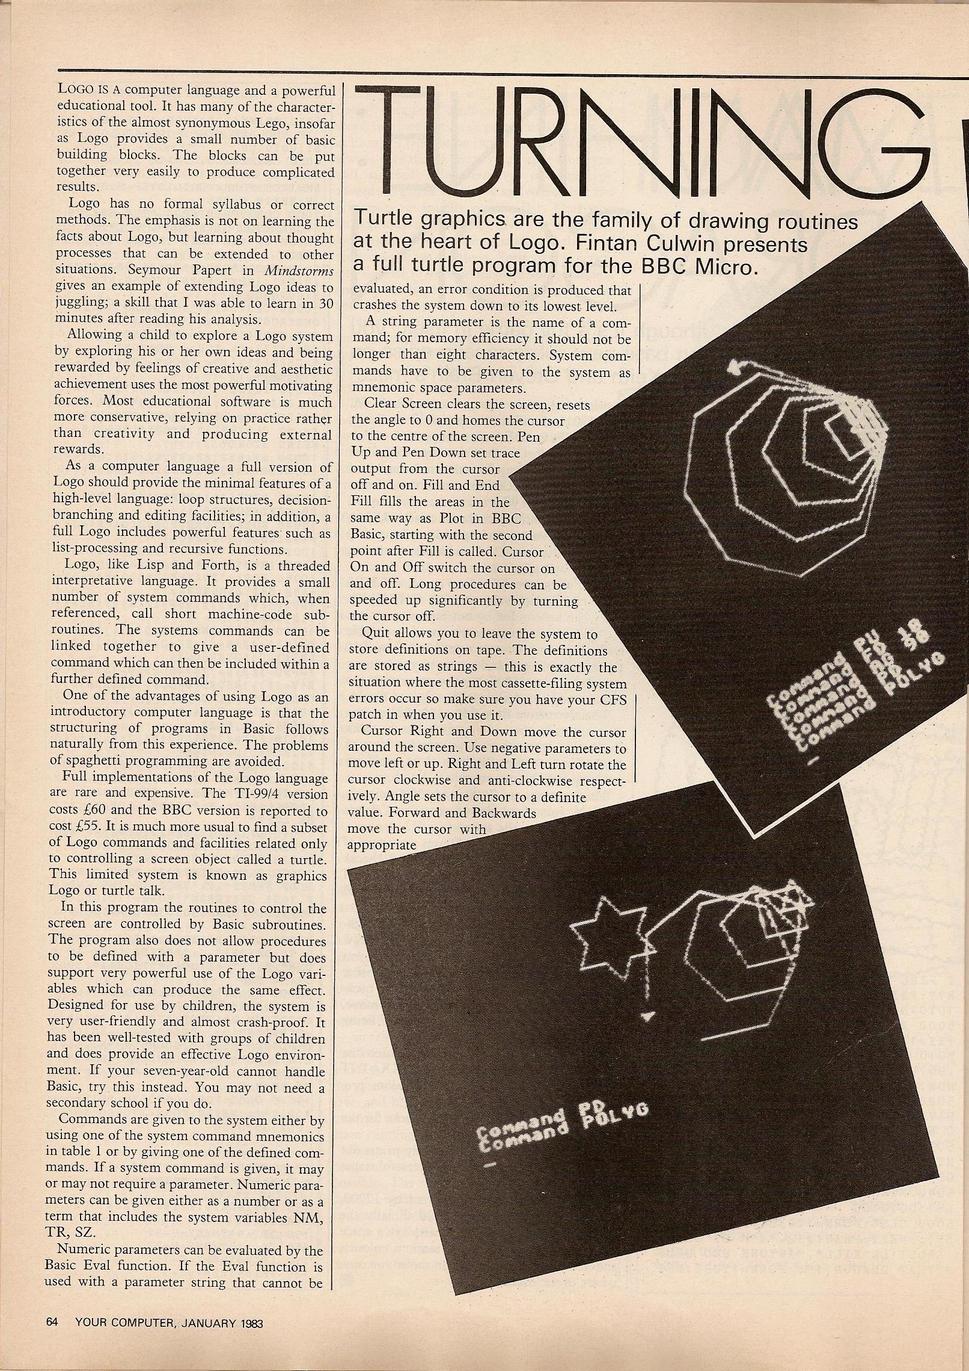 LOGO IS A computer language and a powerful
educational tool. It has many of the character-
istics of the almost synonymous Lego, insofar
as Logo provides a small number of basic
building blocks. The blocks can be put
together very easily to produce complicated
results.
Logo has no formal syllabus or correct
methods. The emphasis is not on learning the
facts about Logo, but learning about thought
processes that can be extended to other
situations. Seymour Papert in Mindstorms
gives an example of extending Logo ideas to
juggling; a skill that I was able to learn in 30
minutes after reading his analysis.
Allowing a child to explore a Logo system
by exploring his or her own ideas and being
rewarded by feelings of creative and aesthetic
achievement uses the most powerful motivating
forces. Most educational software is much
more conservative, relying on practice rather
than creativity and producing external
rewards.
As a computer language a full version of
Logo should provide the minimal features of a
high-level language: loop structures, decision-
branching and editing facilities; in addition, a
full Logo includes powerful features such as
list-processing and recursive functions.
Logo, like Lisp and Forth, is a threaded
interpretative language. It provides a small
number of system commands which, when
referenced, call short machine-code sub-
routines. The systems commands can be
linked together to give a user-defined
command which can then be included within a
further defined command.
One of the advantages of using Logo as an
introductory computer language is that the
structuring of programs in Basic follows
naturally from this experience. The problems
of spaghetti programming are avoided.
Full implementations of the Logo language
are rare and expensive. The TI-99/4 version
costs £60 and the BBC version is reported to
cost £55. It is much more usual to find a subset
of Logo commands and facilities related only
to controlling a screen object called a turtle.
This limited system is known as graphics
Logo or turtle talk.
In this program the routines to control the
screen are controlled by Basic subroutines.
The program also does not allow procedures
to be defined with a parameter but does
support very powerful use of the Logo vari-
ables which can produce the same effect.
Designed for use by children, the system is
very user-friendly and almost crash-proof. It
has been well-tested with groups of children
and does provide an effective Logo environ-
ment. If your seven-year-old cannot handle
Basic, try this instead. You may not need a
secondary school if you do.
Commands are given to the system either by
using one of the system command mnemonics
in table 1 or by giving one of the defined com-
mands. If a system command is given, it may
or may not require a parameter. Numeric para-
meters can be given either as a number or as a
term that includes the system variables NM,
TR, SZ.
Numeric parameters can be evaluated by the
Basic Eval function. If the Eval function is
used with a parameter string that cannot be
TURNING
Turtle graphics are the family of drawing routines
at the heart of Logo. Fintan Culwin presents
a full turtle program for the BBC Micro.
evaluated, an error condition is produced that
crashes the system down to its lowest level.
A string parameter is the name of a com-
mand; for memory efficiency it should not be
longer than eight characters. System com-
mands have to be given to the system as
mnemonic space parameters.
Clear Screen clears the screen, resets
the angle to 0 and homes the cursor
to the centre of the screen. Pen
Up and Pen Down set trace
output from the cursor
off and on. Fill and End
Fill fills the areas in the
same way as Plot in BBC
Basic, starting with the second
point after Fill is called. Cursor
On and Off switch the cursor on
and off. Long procedures can be
speeded up significantly by turning
the cursor off.
Quit allows you to leave the system to
store definitions on tape. The definitions
are stored as strings — this is exactly the
situation where the most cassette-filing system
errors occur so make sure you have your CFS
patch in when you use it.
Cursor Right and Down move the cursor
around the screen. Use negative parameters to
move left or up. Right and Left turn rotate the
cursor clockwise and anti-clockwise respect-
ively. Angle sets the cursor to a definite
value. Forward and Backwards
move the cursor with
appropriate
Command PU
Command
Command
Command
Command POLYG
Command
Command PD
Command POLYG
64 YOUR COMPUTER, JANUARY 1983